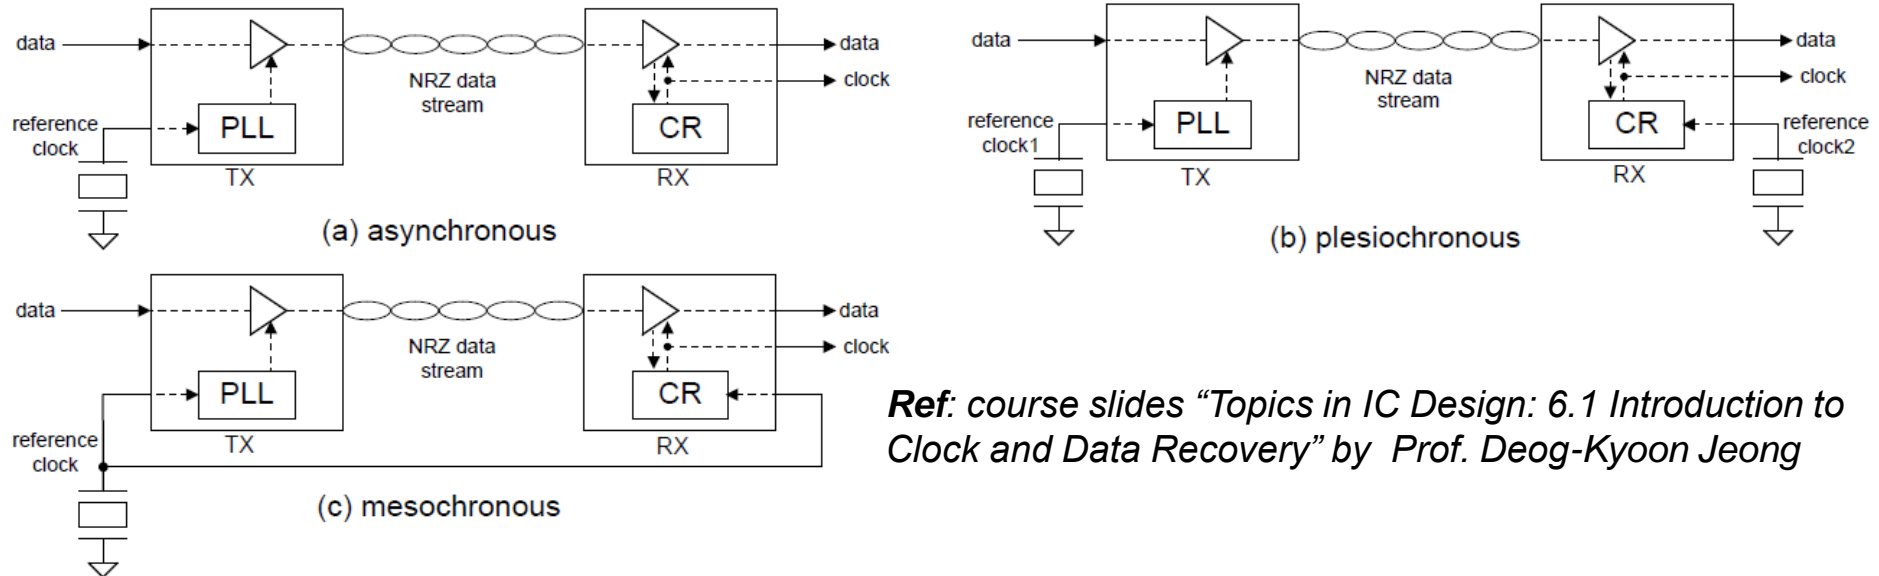 data
NRZ data
stream
data
clock
reference
clock
PLL
CR
TX
RX
(a) asynchronous
data
NRZ data
stream
data
clock
reference
clock1
PLL
CR
reference
clock2
TX
RX
(b) plesiochronous
data
NRZ data
stream
data
clock
PLL
CR
reference
clock
TX
RX
(c) mesochronous
Ref: course slides “Topics in IC Design: 6.1 Introduction to
Clock and Data Recovery” by Prof. Deog-Kyoon Jeong